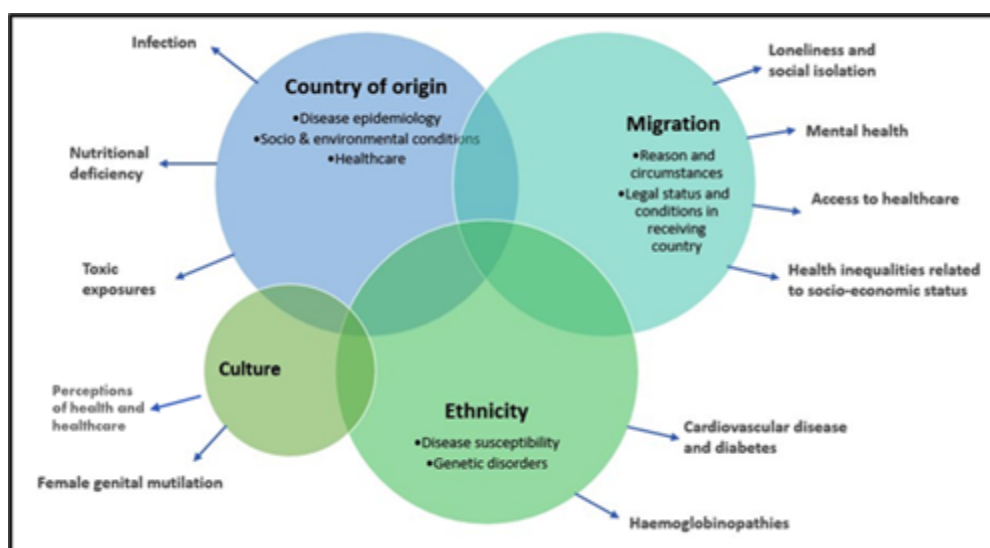 Infection
Country of origin
•Disease epidemiology
•Socio & environmental conditions
•Healthcare
Nutritional
deficiency
Toxic
exposures
Migration
•Reason and
circumstances
•Legal status and
conditions in
receiving
country
Loneliness and
social isolation
Mental health
Access to healthcare
Health inequalities related
to socio-economic status
Culture
Perceptions
of health and
healthcare
Female genital mutilation
Ethnicity
•Disease susceptibility
•Genetic disorders
Cardiovascular disease
and diabetes
Haemoglobinopathies